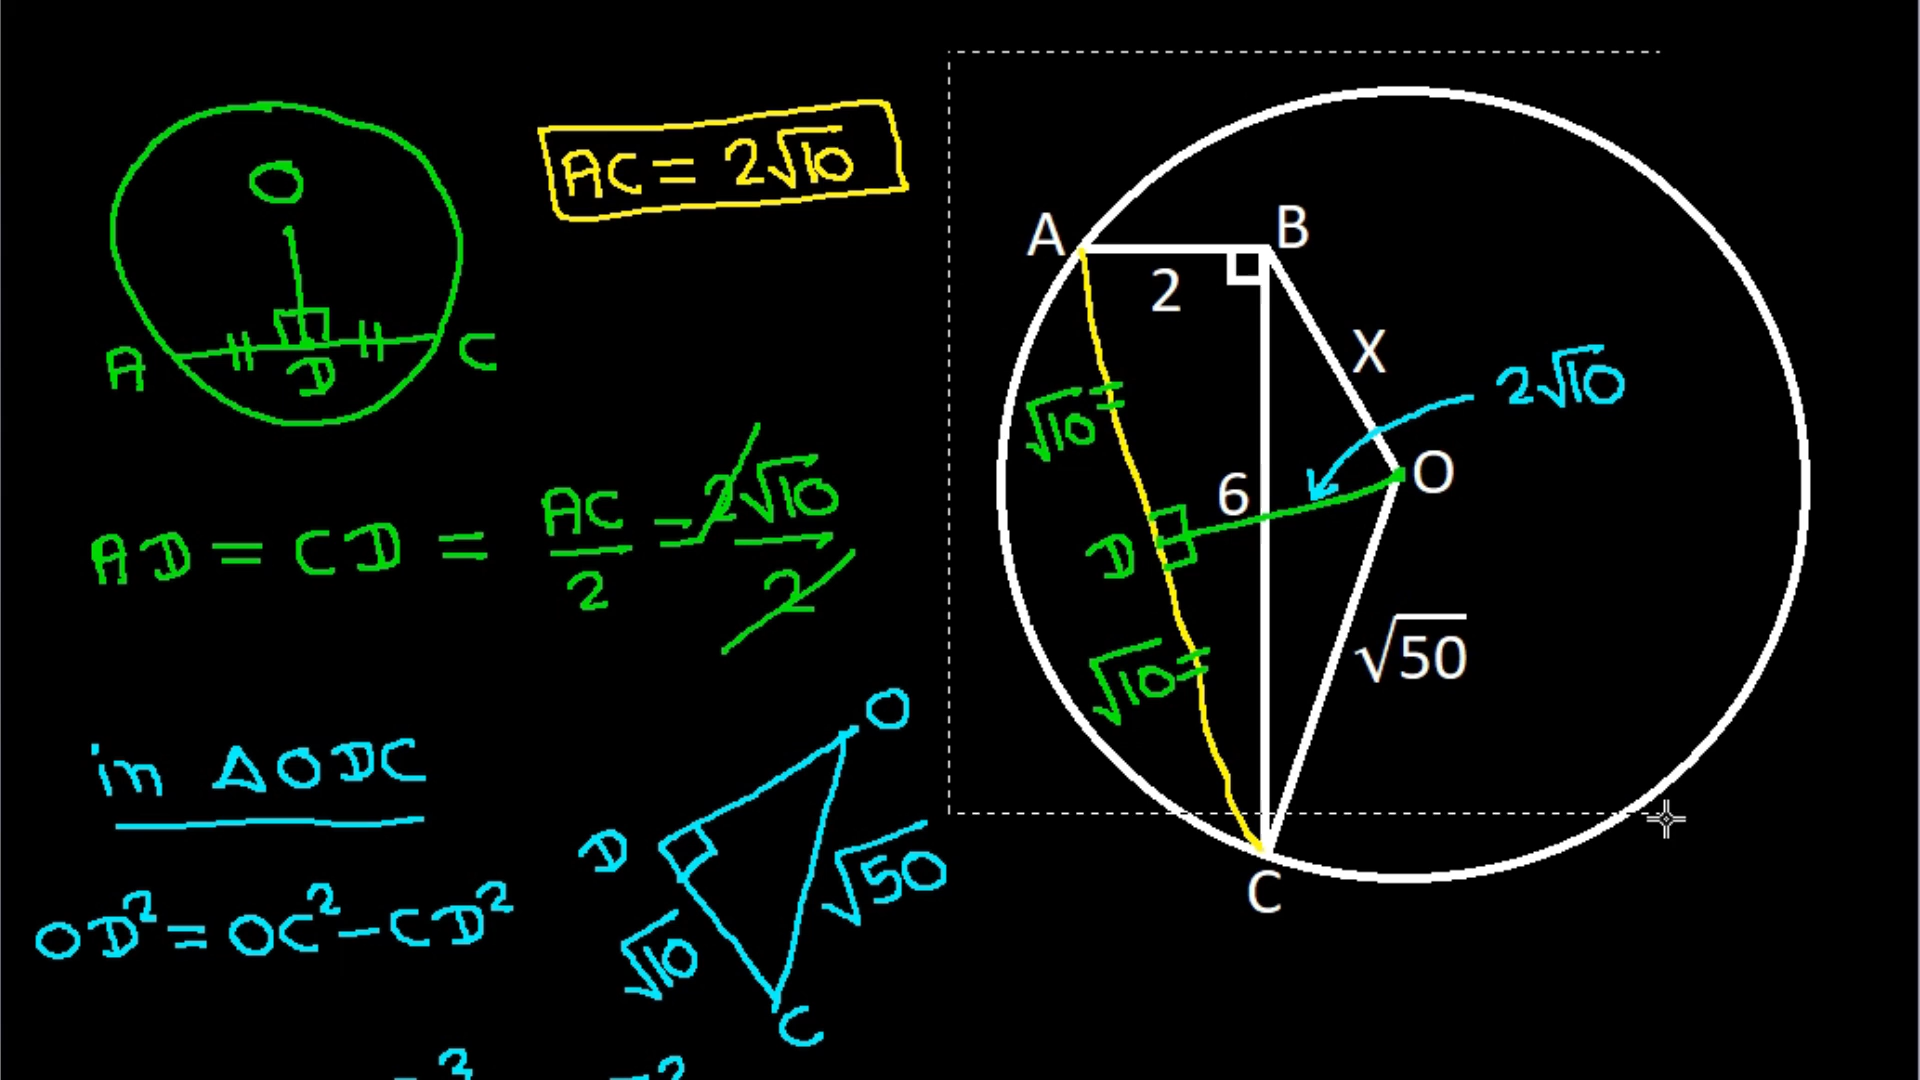 O
A
D
C
AC = 2√10
AD = CD = AC/2 = 2√10/2
in ΔODC
OD² = OC² - CD²
O
D
√50
√10
C
A
B
2
X
2√10
√10
6
O
D
√50
√10
C